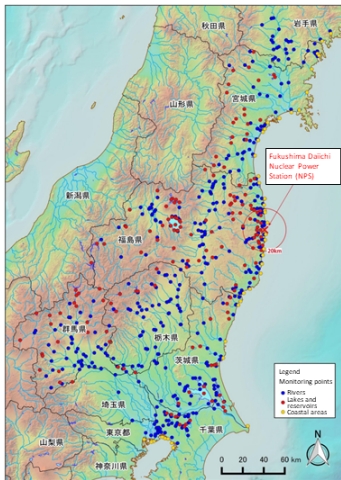 秋田県
岩手県
山形県
宮城県
Fukushima Daiichi
Nuclear Power
Station (NPS)
新潟県
福島県
20km
群馬県
栃木県
茨城県
埼玉県
東京都
千葉県
山梨県
神奈川県
Legend
Monitoring points
Rivers
Lakes and
reservoirs
Coastal areas
N
0 20 40 60 km